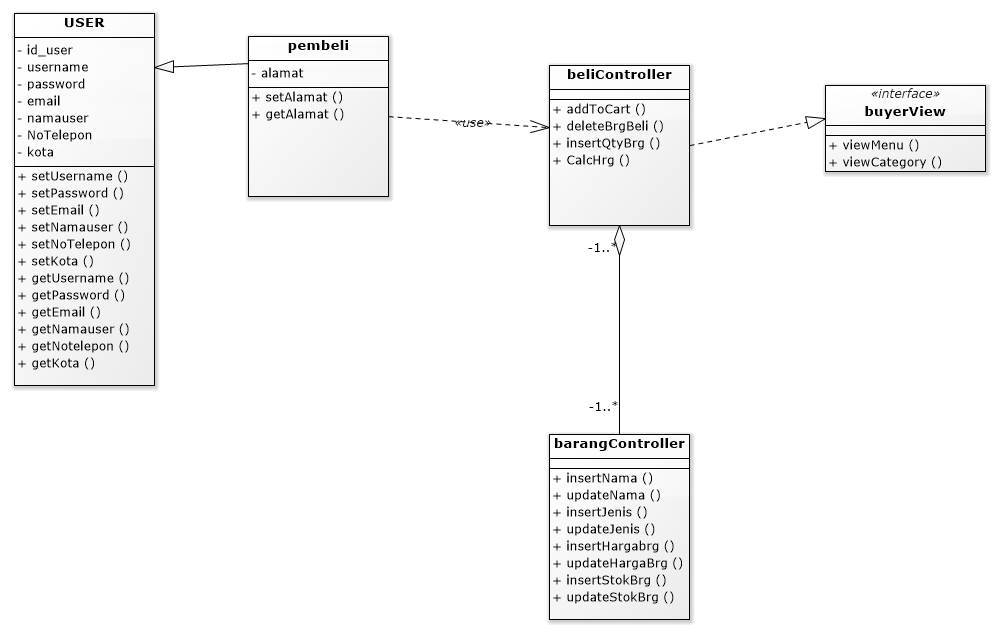 USER
- id_user
- username
- password
- email
- namauser
- NoTelepon
- kota
+ setUsername ()
+ setPassword ()
+ setEmail ()
+ setNamauser ()
+ setNoTelepon ()
+ setKota ()
+ getUsername ()
+ getPassword ()
+ getEmail ()
+ getNamauser ()
+ getNotelepon ()
+ getKota ()
pembeli
- alamat
+ setAlamat ()
+ getAlamat ()
«use»
beliController
+ addToCart ()
+ deleteBrgBeli ()
+ insertQtyBrg ()
+ CalcHrg ()
«interface»
buyerView
+ viewMenu ()
+ viewCategory ()
-1..*
-1..*
barangController
+ insertNama ()
+ updateNama ()
+ insertJenis ()
+ updateJenis ()
+ insertHargabrg ()
+ updateHargaBrg ()
+ insertStokBrg ()
+ updateStokBrg ()